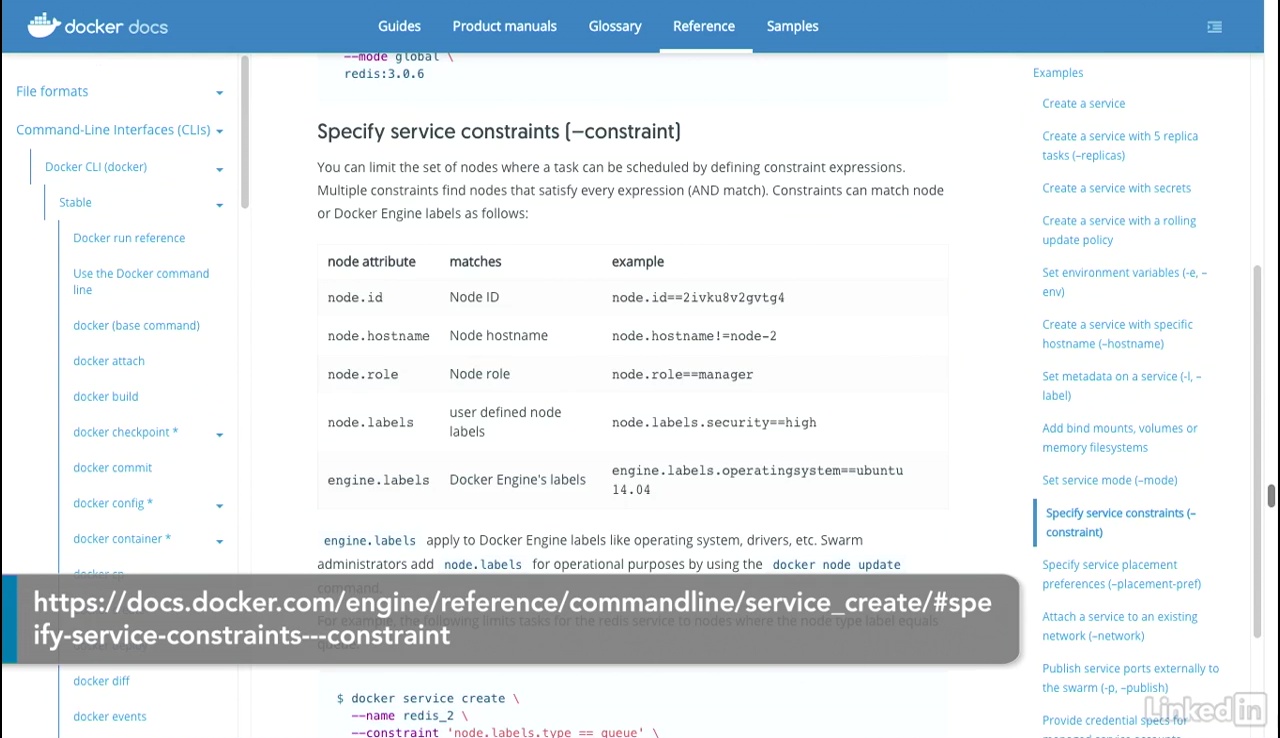 docker docs
Guides
Product manuals
Glossary
Reference
Samples
File formats
Command-Line Interfaces (CLIs)
Docker CLI (docker)
Stable
Docker run reference
Use the Docker command
line
docker (base command)
docker attach
docker build
docker checkpoint *
docker commit
docker config *
docker container *
docker cp
docker deploy
docker diff
docker events
--mode global \
redis:3.0.6
Specify service constraints (–constraint)
You can limit the set of nodes where a task can be scheduled by defining constraint expressions.
Multiple constraints find nodes that satisfy every expression (AND match). Constraints can match node
or Docker Engine labels as follows:
node attribute matches example
node.id Node ID node.id==2ivku8v2gvtg4
node.hostname Node hostname node.hostname!=node-2
node.role Node role node.role==manager
node.labels user defined node
labels node.labels.security==high
engine.labels Docker Engine's labels engine.labels.operatingsystem==ubuntu
14.04
engine.labels apply to Docker Engine labels like operating system, drivers, etc. Swarm
administrators add node.labels for operational purposes by using the docker node update
command.
For example, the following limits tasks for the redis service to nodes where the node type label equals
queue:
https://docs.docker.com/engine/reference/commandline/service_create/#spe
ify-service-constraints---constraint
$ docker service create \
--name redis_2 \
--constraint 'node.labels.type == queue' \
Examples
Create a service
Create a service with 5 replica
tasks (–replicas)
Create a service with secrets
Create a service with a rolling
update policy
Set environment variables (-e, –
env)
Create a service with specific
hostname (–hostname)
Set metadata on a service (-l, –
label)
Add bind mounts, volumes or
memory filesystems
Set service mode (–mode)
Specify service constraints (–
constraint)
Specify service placement
preferences (–placement-pref)
Attach a service to an existing
network (–network)
Publish service ports externally to
the swarm (-p, –publish)
Provide credential specs for
managed service accounts
LinkedIn